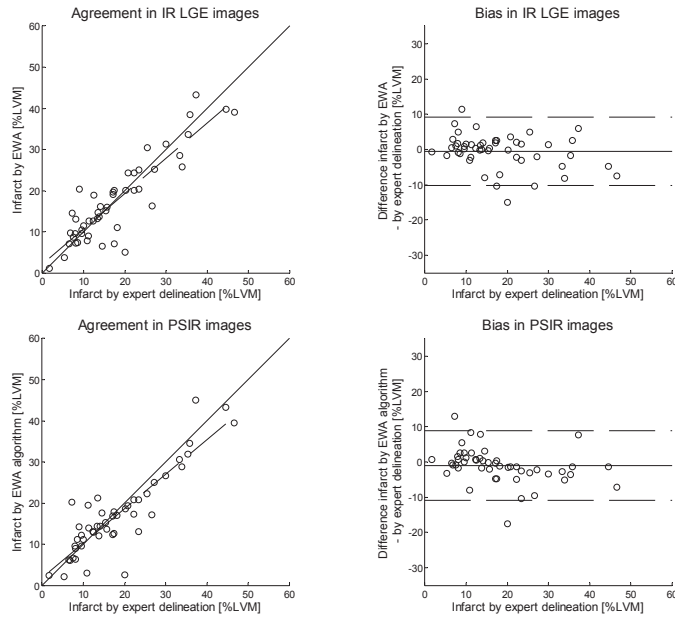 Agreement in IR LGE images
Infarct by EWA [%LVM]
60
50
40
30
20
10
0
0 10 20 30 40 50 60
Infarct by expert delineation [%LVM]
Bias in IR LGE images
Difference infarct by EWA
- by expert delineation [%LVM]
30
20
10
0
-10
-20
-30
0 10 20 30 40 50 60
Infarct by expert delineation [%LVM]
Agreement in PSIR images
Infarct by EWA algorithm [%LVM]
60
50
40
30
20
10
0
0 10 20 30 40 50 60
Infarct by expert delineation [%LVM]
Bias in PSIR images
Difference infarct by EWA algorithm
- by expert delineation [%LVM]
30
20
10
0
-10
-20
-30
0 10 20 30 40 50 60
Infarct by expert delineation [%LVM]